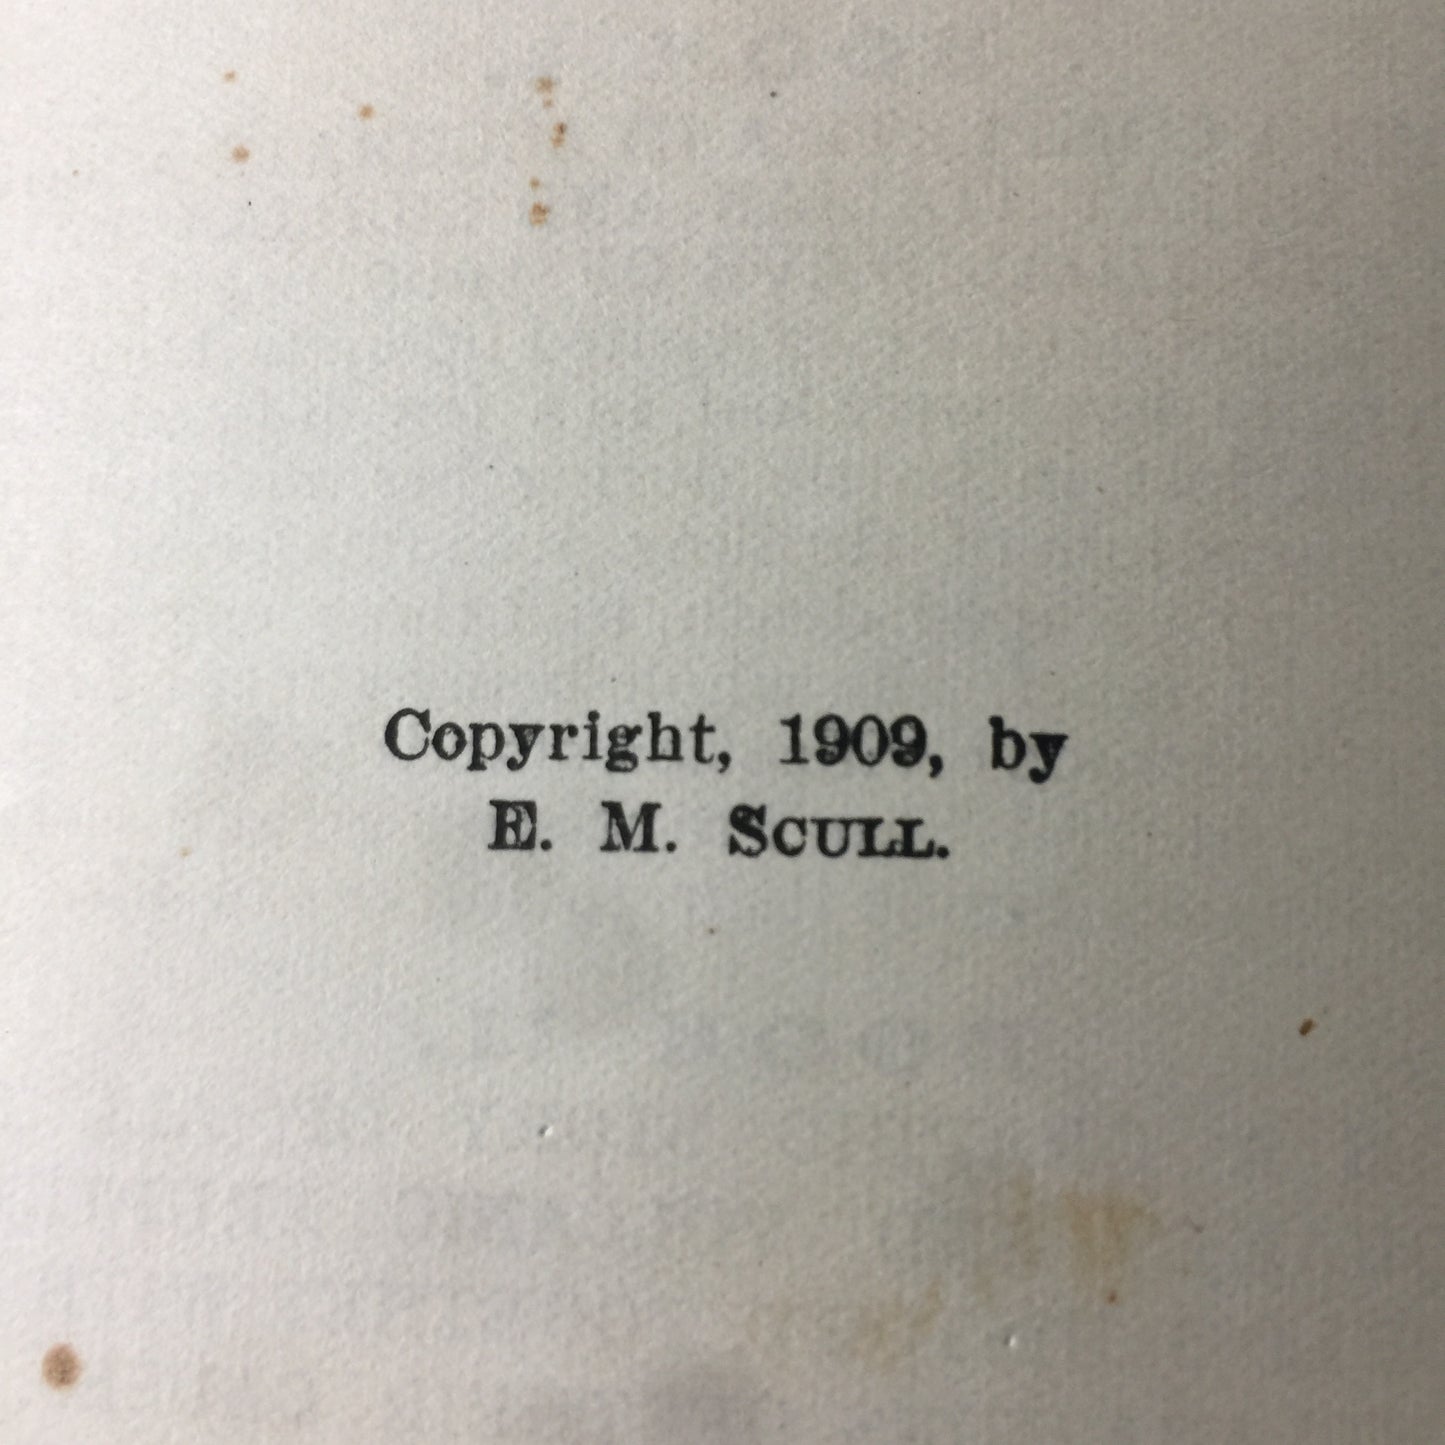 Copyright, 1909, by
E. M. SCULL.